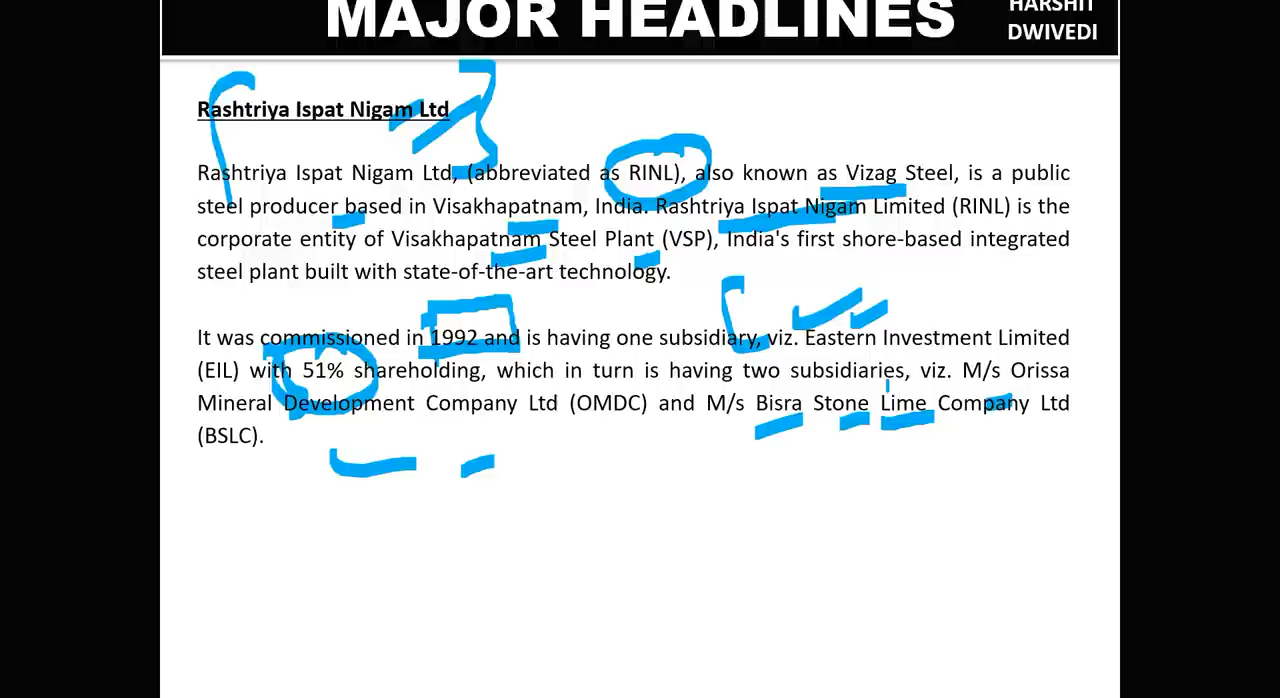 MAJOR HEADLINES
HARSHIT
DWIVEDI
Rashtriya Ispat Nigam Ltd
Rashtriya Ispat Nigam Ltd, (abbreviated as RINL), also known as Vizag Steel, is a public
steel producer based in Visakhapatnam, India. Rashtriya Ispat Nigam Limited (RINL) is the
corporate entity of Visakhapatnam Steel Plant (VSP), India's first shore-based integrated
steel plant built with state-of-the-art technology.
It was commissioned in 1992 and is having one subsidiary, viz. Eastern Investment Limited
(EIL) with 51% shareholding, which in turn is having two subsidiaries, viz. M/s Orissa
Mineral Development Company Ltd (OMDC) and M/s Bisra Stone Lime Company Ltd
(BSLC).